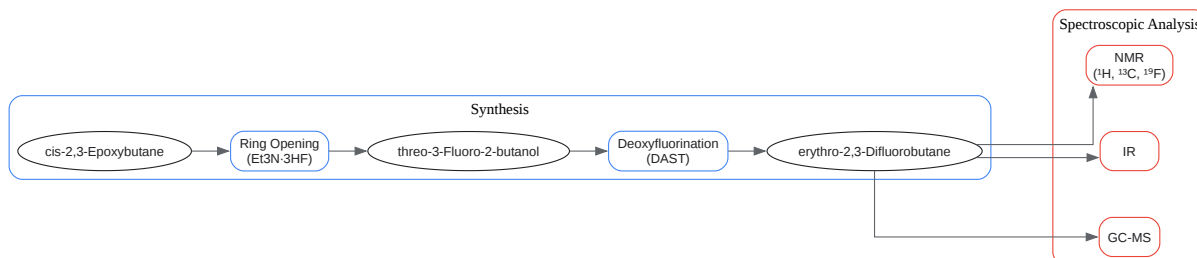 Spectroscopic Analysis
NMR
(¹H, ¹³C, ¹⁹F)
Synthesis
cis-2,3-Epoxybutane
Ring Opening
(Et3N·3HF)
threo-3-Fluoro-2-butanol
Deoxyfluorination
(DAST)
erythro-2,3-Difluorobutane
IR
GC-MS